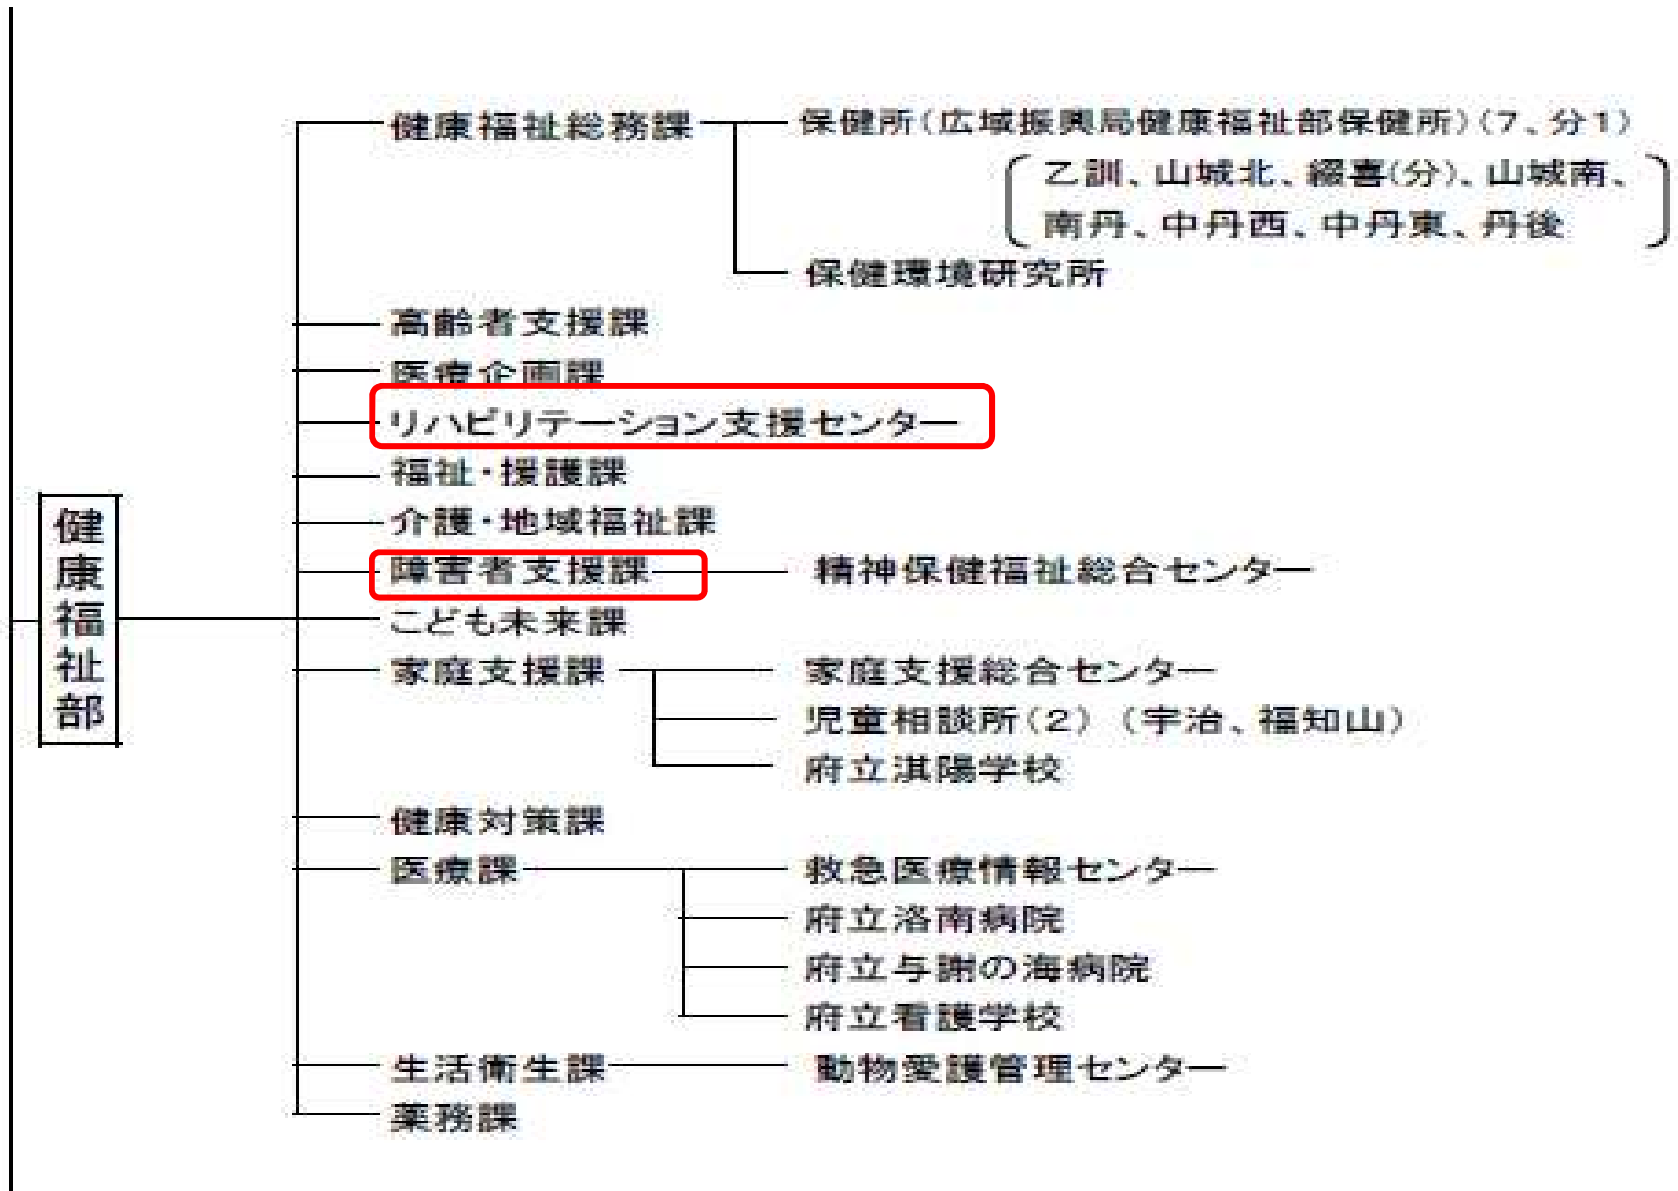 健康福祉部
健康福祉総務課
保健所(広域振興局健康福祉部保健所)(7、分1)
乙訓、山城北、綴喜(分)、山城南、
南丹、中丹西、中丹東、丹後
保健環境研究所
高齢者支援課
医療企画課
リハビリテーション支援センター
福祉・援護課
介護・地域福祉課
障害者支援課
精神保健福祉総合センター
こども未来課
家庭支援課
家庭支援総合センター
児童相談所(2) (宇治、福知山)
府立淇陽学校
健康対策課
医療課
救急医療情報センター
府立洛南病院
府立与謝の海病院
府立看護学校
生活衛生課
動物愛護管理センター
薬務課